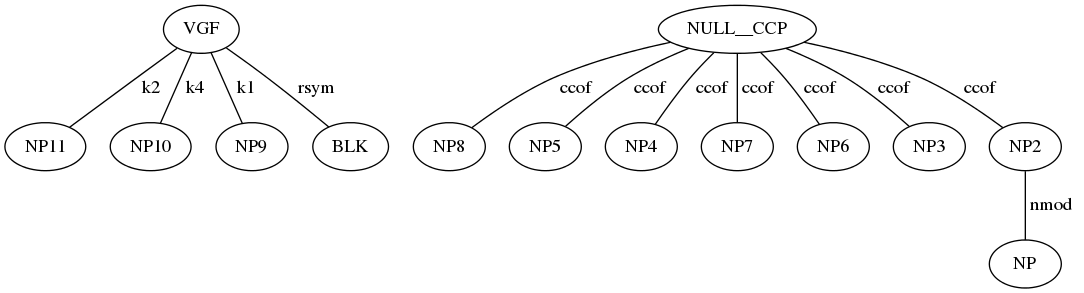 VGF NULL__CCP
k2 k4 k1 rsym ccof ccof ccof ccof ccof ccof ccof
NP11 NP10 NP9 BLK NP8 NP5 NP4 NP7 NP6 NP3 NP2
nmod
NP